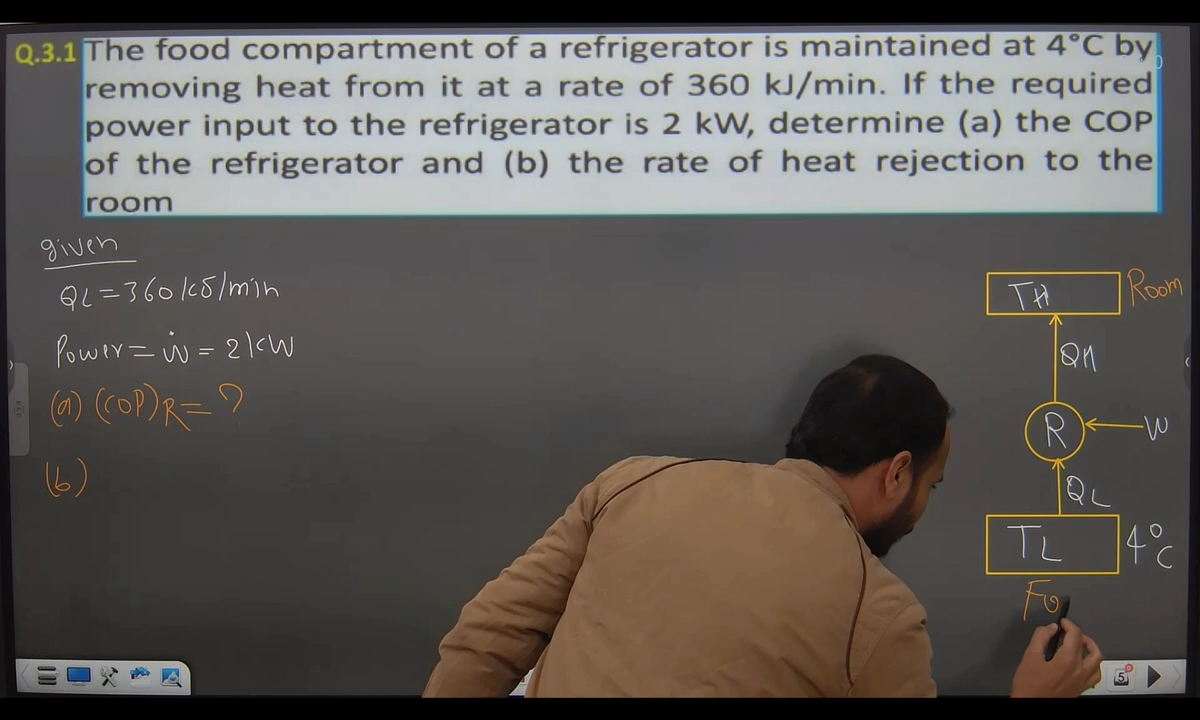 Q.3.1 The food compartment of a refrigerator is maintained at 4°C by
removing heat from it at a rate of 360 kJ/min. If the required
power input to the refrigerator is 2 kW, determine (a) the COP
of the refrigerator and (b) the rate of heat rejection to the
room
given
QL = 360 kJ/min
Power = Ẇ = 2 kW
(a) (COP)R = ?
(b)
TH Room
QH
R W
QL
TL 4°C
Fo
5